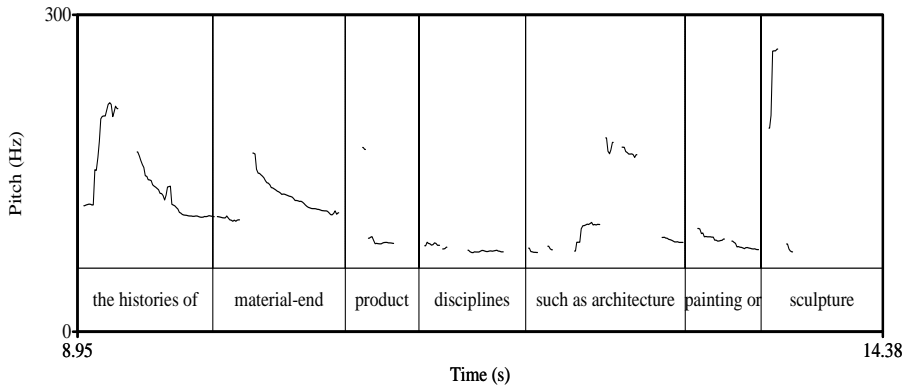 300
Pitch (Hz)
the histories of material-end product disciplines such as architecture painting or sculpture
0
8.95 14.38
Time (s)